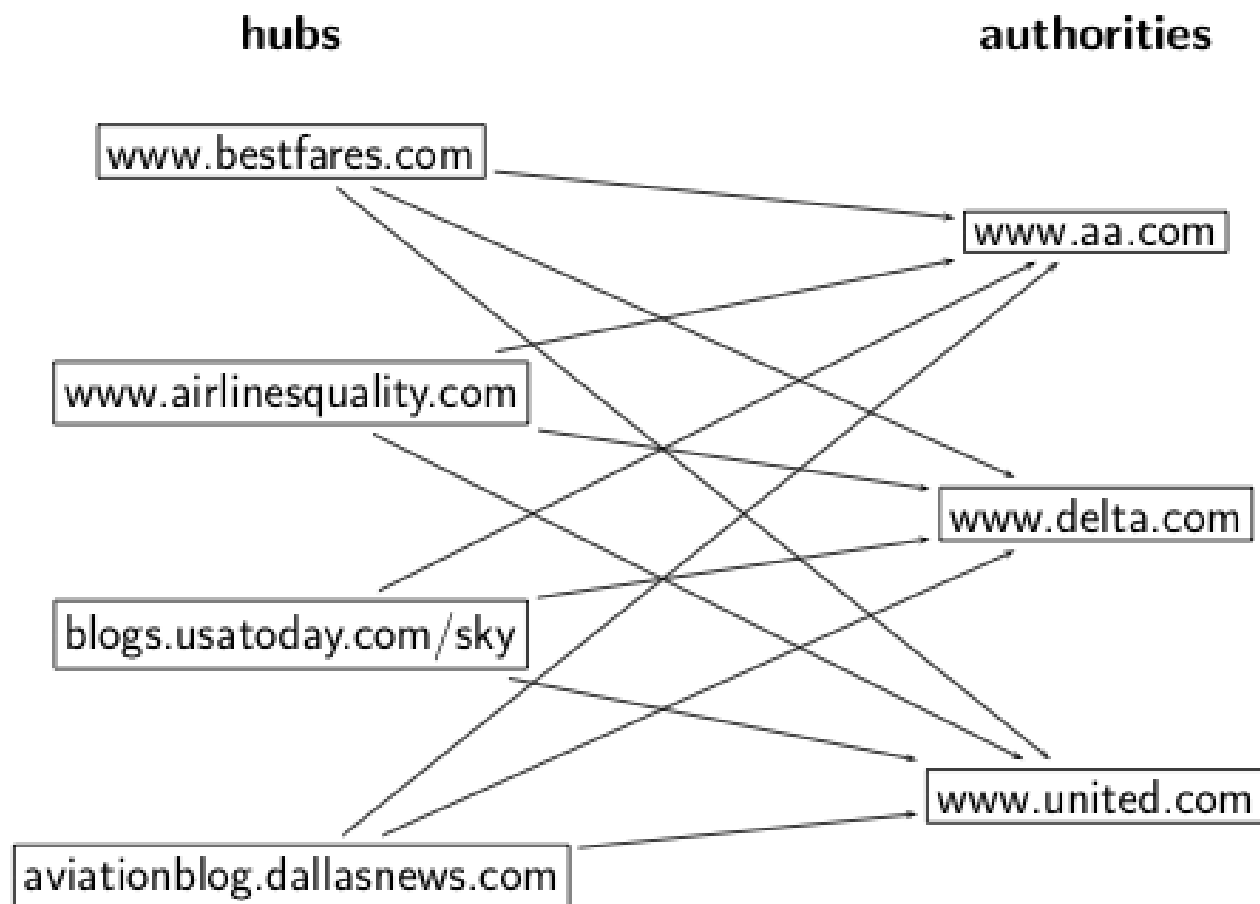 hubs
authorities
www.bestfares.com
www.aa.com
www.airlinesquality.com
www.delta.com
blogs.usatoday.com/sky
www.united.com
aviationblog.dallasnews.com